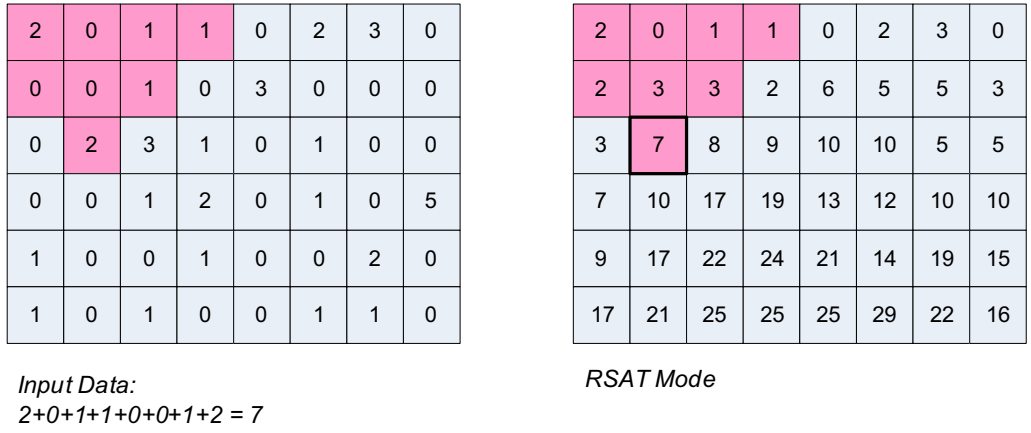 2 0 1 1 0 2 3 0
0 0 1 0 3 0 0 0
0 2 3 1 0 1 0 0
0 0 1 2 0 1 0 5
1 0 0 1 0 0 2 0
1 0 1 0 0 1 1 0
Input Data:
2+0+1+1+0+0+1+2 = 7
2 0 1 1 0 2 3 0
2 3 3 2 6 5 5 3
3 7 8 9 10 10 5 5
7 10 17 19 13 12 10 10
9 17 22 24 21 14 19 15
17 21 25 25 25 29 22 16
RSAT Mode